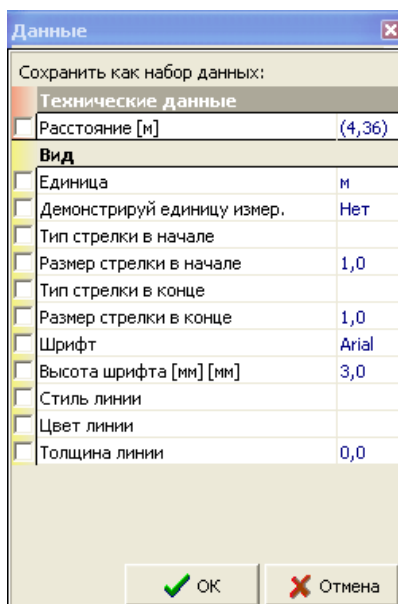 Данные
Сохранить как набор данных:
Технические данные
Расстояние [м] (4,36)
Вид
Единица м
Демонстрируй единицу измер. Нет
Тип стрелки в начале
Размер стрелки в начале 1,0
Тип стрелки в конце
Размер стрелки в конце 1,0
Шрифт Arial
Высота шрифта [мм] [мм] 3,0
Стиль линии
Цвет линии
Толщина линии 0,0
ОК Отмена